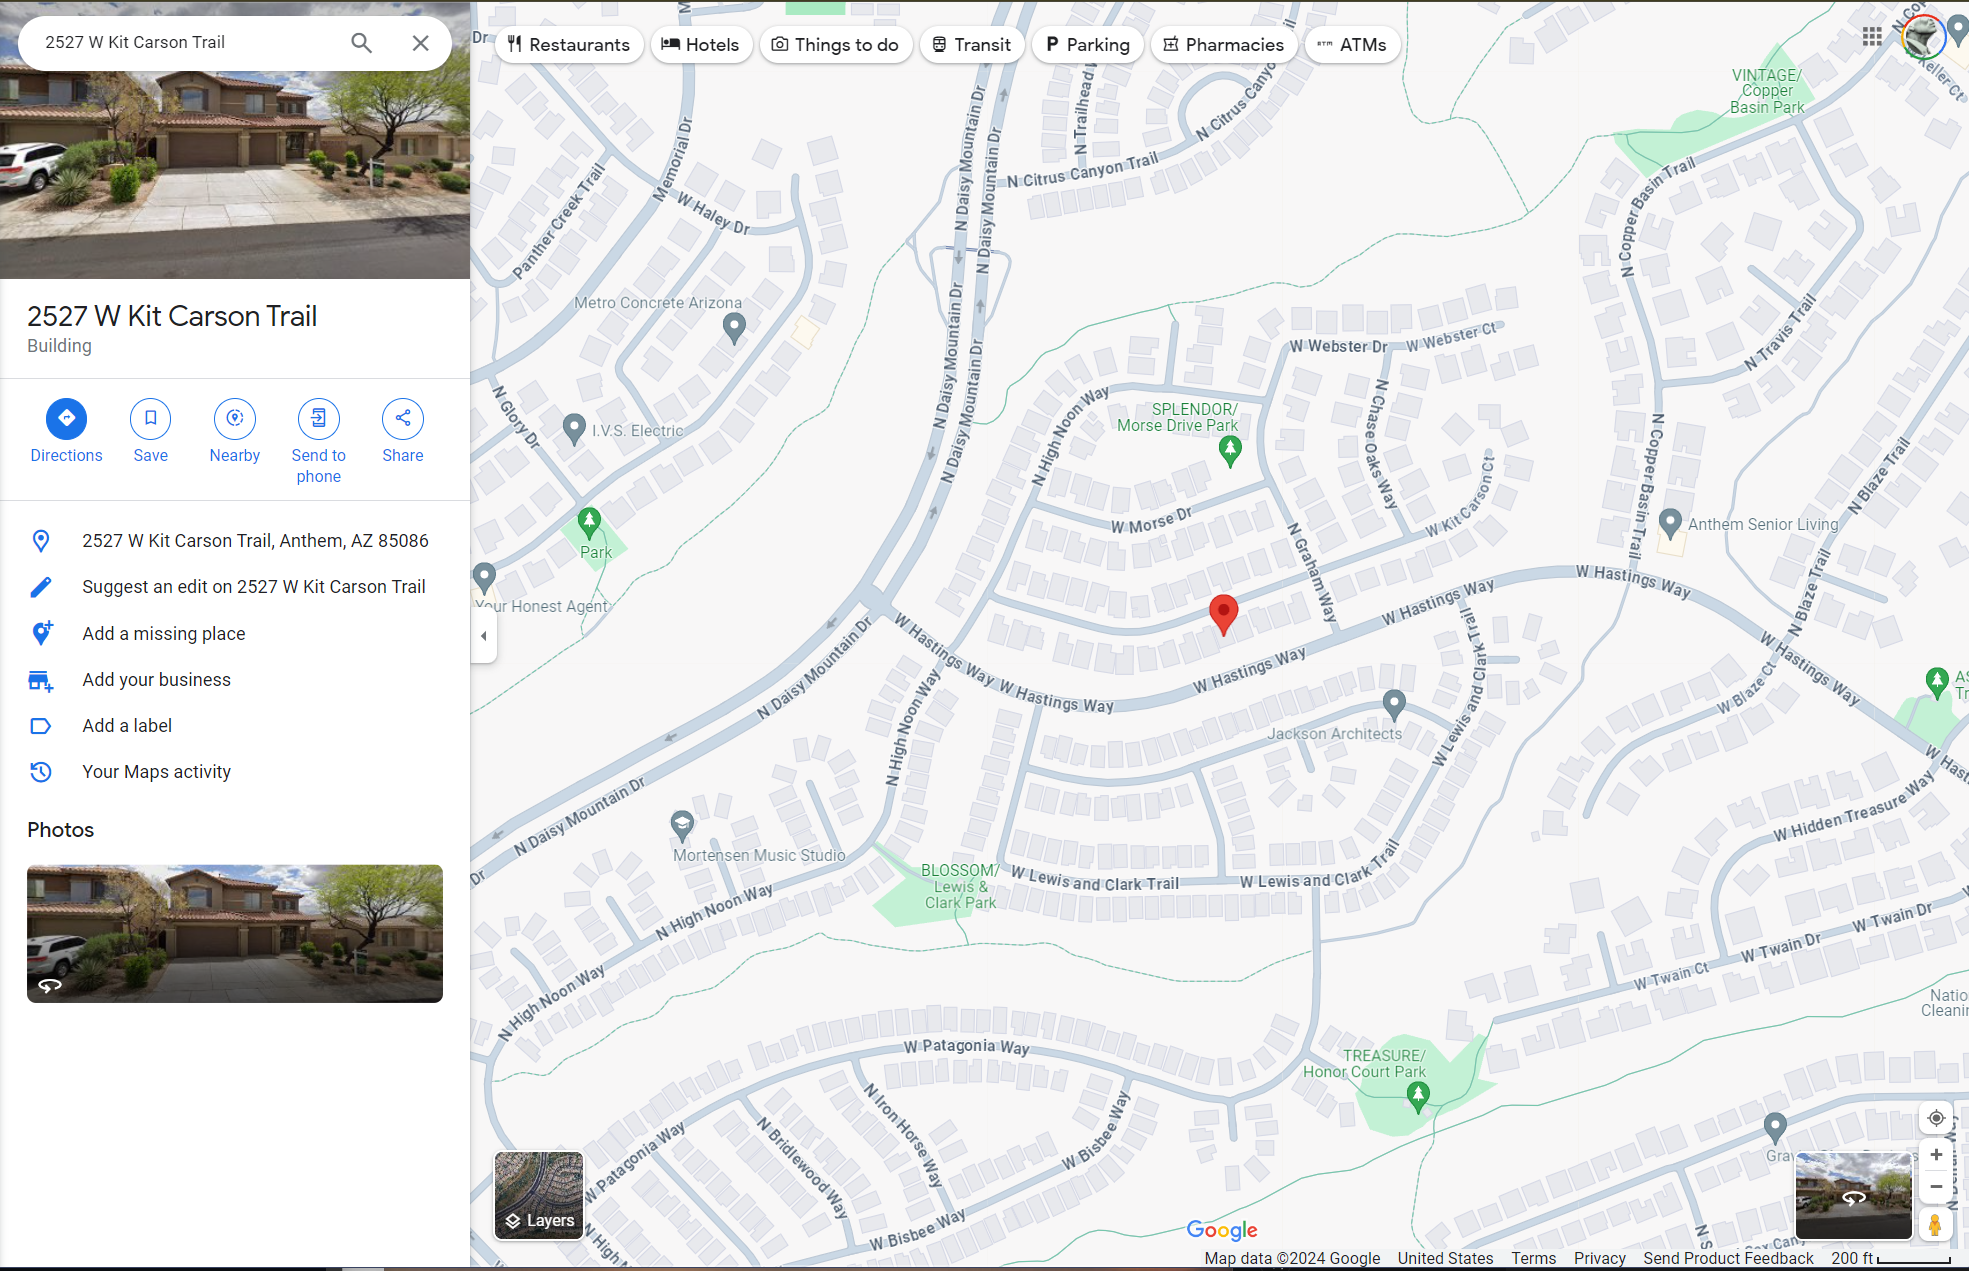 2527 W Kit Carson Trail
Restaurants
Hotels
Things to do
Transit
Parking
Pharmacies
ATMs
2527 W Kit Carson Trail
Building
Directions
Save
Nearby
Send to
phone
Share
2527 W Kit Carson Trail, Anthem, AZ 85086
Suggest an edit on 2527 W Kit Carson Trail
Add a missing place
Add your business
Add a label
Your Maps activity
Photos
Dr
Memorial Dr
Panther Creek Trail
W Haley Dr
N Daisy Mountain Dr
N Daisy Mountain Dr
N Trailhead W
N Citrus Canyon Trail
N Citrus Canyo
VINTAGE/
Copper
Basin Park
N Cop
Keller Ct
N Copper Basin Trail
N Travis Trail
Metro Concrete Arizona
N Daisy Mountain Dr
N Daisy Mountain Dr
N Daisy Mountain Dr
N Glory Dr
I.V.S. Electric
Park
Your Honest Agent
W Webster Dr
W Webster Ct
N High Noon Way
SPLENDOR/
Morse Drive Park
N Chase Oaks Way
W Morse Dr
W Kit Carson Ct
N Graham Way
N Copper Basin Trail
Anthem Senior Living
N Blaze Trail
N Blaze Trail
W Hastings Way
W Hastings Way
W Hastings Way
W Hastings Way
W Hastings Way
W Hastings Way
W Hast
N Daisy Mountain Dr
N Daisy Mountain Dr
Dr
N High Noon Way
Jackson Architects
W Lewis and Clark Trail
W Blaze Ct
AS
Tr
W Hidden Treasure Way
Mortensen Music Studio
BLOSSOM/
Lewis &
Clark Park
W Lewis and Clark Trail
W Lewis and Clark Trail
N High Noon Way
N High Noon Way
W Twain Dr
W Twain Dr
W Twain Ct
Natio
Cleanin
W Patagonia Way
TREASURE/
Honor Court Park
N Iron Horse Way
N Bridlewood Way
W Bisbee Way
W Patagonia Way
W Bisbee Way
N High N
Layers
Google
Map data ©2024 Google
United States
Terms
Privacy
Send Product Feedback
200 ft